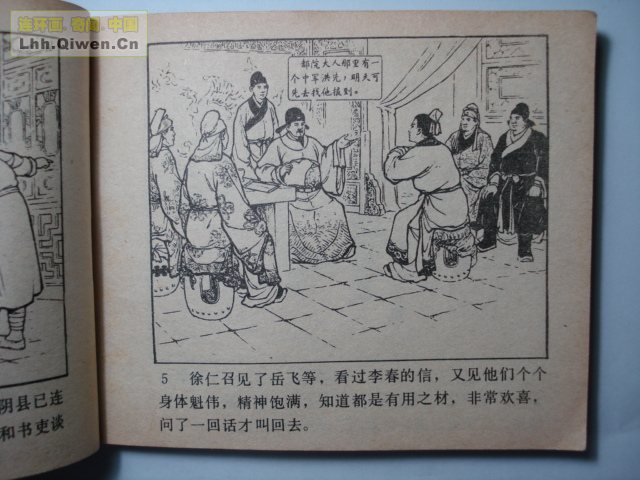 连环画·奇闻·中国
Lhh.Qiwen.Cn
都院大人部里有
个中军洪先，明天可
先去找他报到。
阴县已连
和书吏谈
5 徐仁召见了岳飞等，看过李春的信，又见他们个个
身体魁伟，精神饱满，知道都是有用之材，非常欢喜，
问了一回话才叫回去。